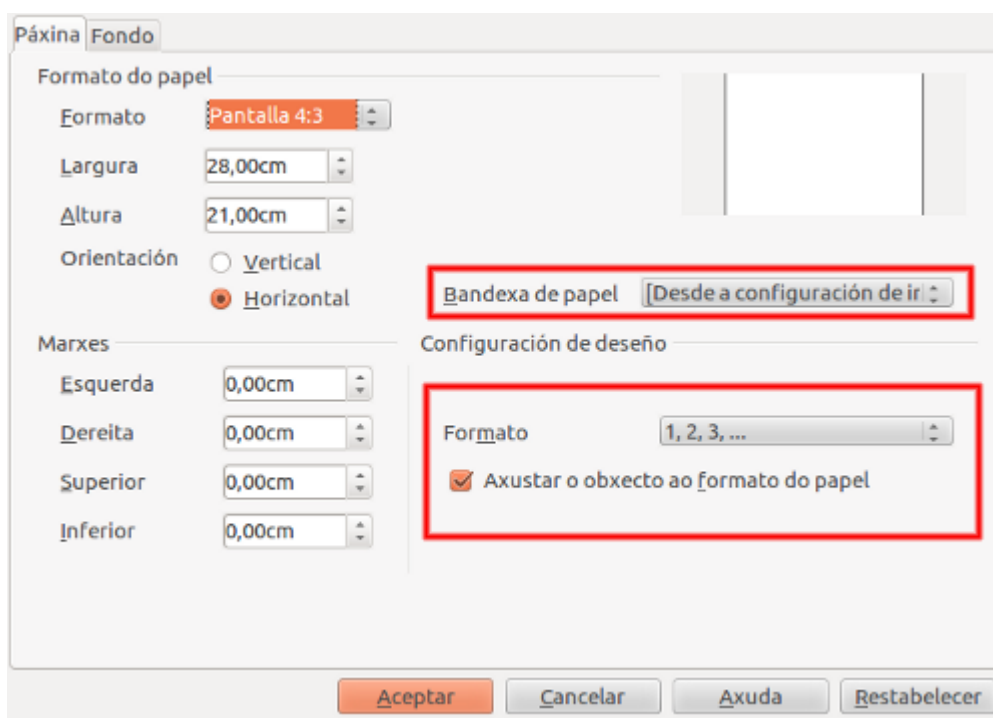 Páxina Fondo
Formato do papel
Formato Pantalla 4:3
Largura 28,00cm
Altura 21,00cm
Orientación Vertical
Horizontal
Bandexa de papel [Desde a configuración de ir
Marxes
Esquerda 0,00cm
Dereita 0,00cm
Superior 0,00cm
Inferior 0,00cm
Configuración de deseño
Formato 1, 2, 3, ...
Axustar o obxecto ao formato do papel
Aceptar Cancelar Axuda Restabelecer